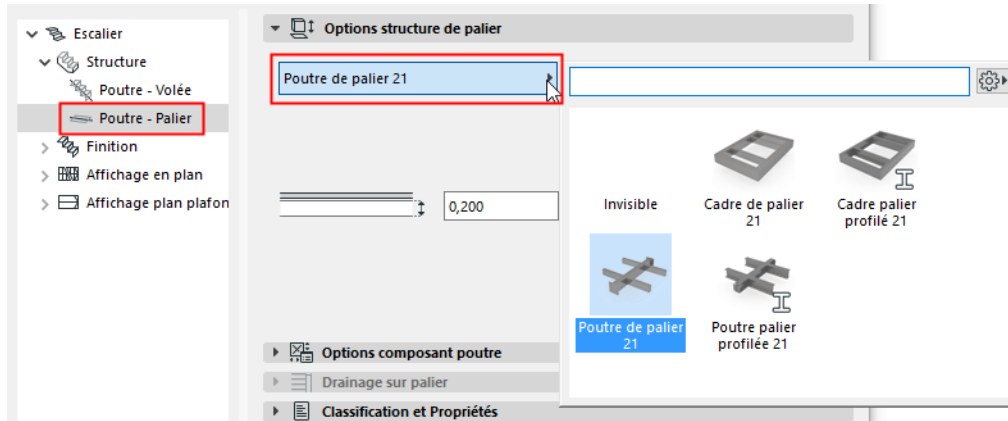 Escalier
Structure
Poutre - Volée
Poutre - Palier
Finition
Affichage en plan
Affichage plan plafon
Options structure de palier
Poutre de palier 21
0,200
Invisible
Cadre de palier
21
Cadre palier
profilé 21
Poutre de palier
21
Poutre palier
profilée 21
Options composant poutre
Drainage sur palier
Classification et Propriétés